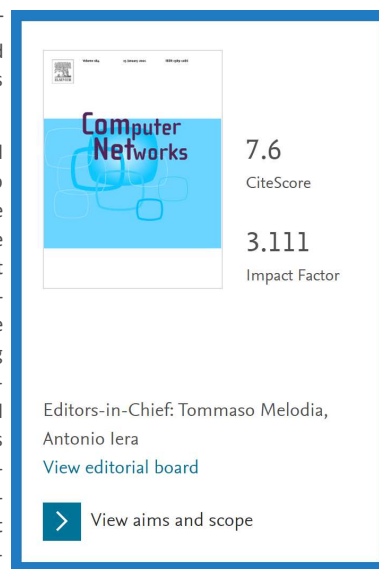 ELSEVIER
Computer
Networks
7.6
CiteScore
3.111
Impact Factor
Editors-in-Chief: Tommaso Melodia,
Antonio Iera
View editorial board
View aims and scope